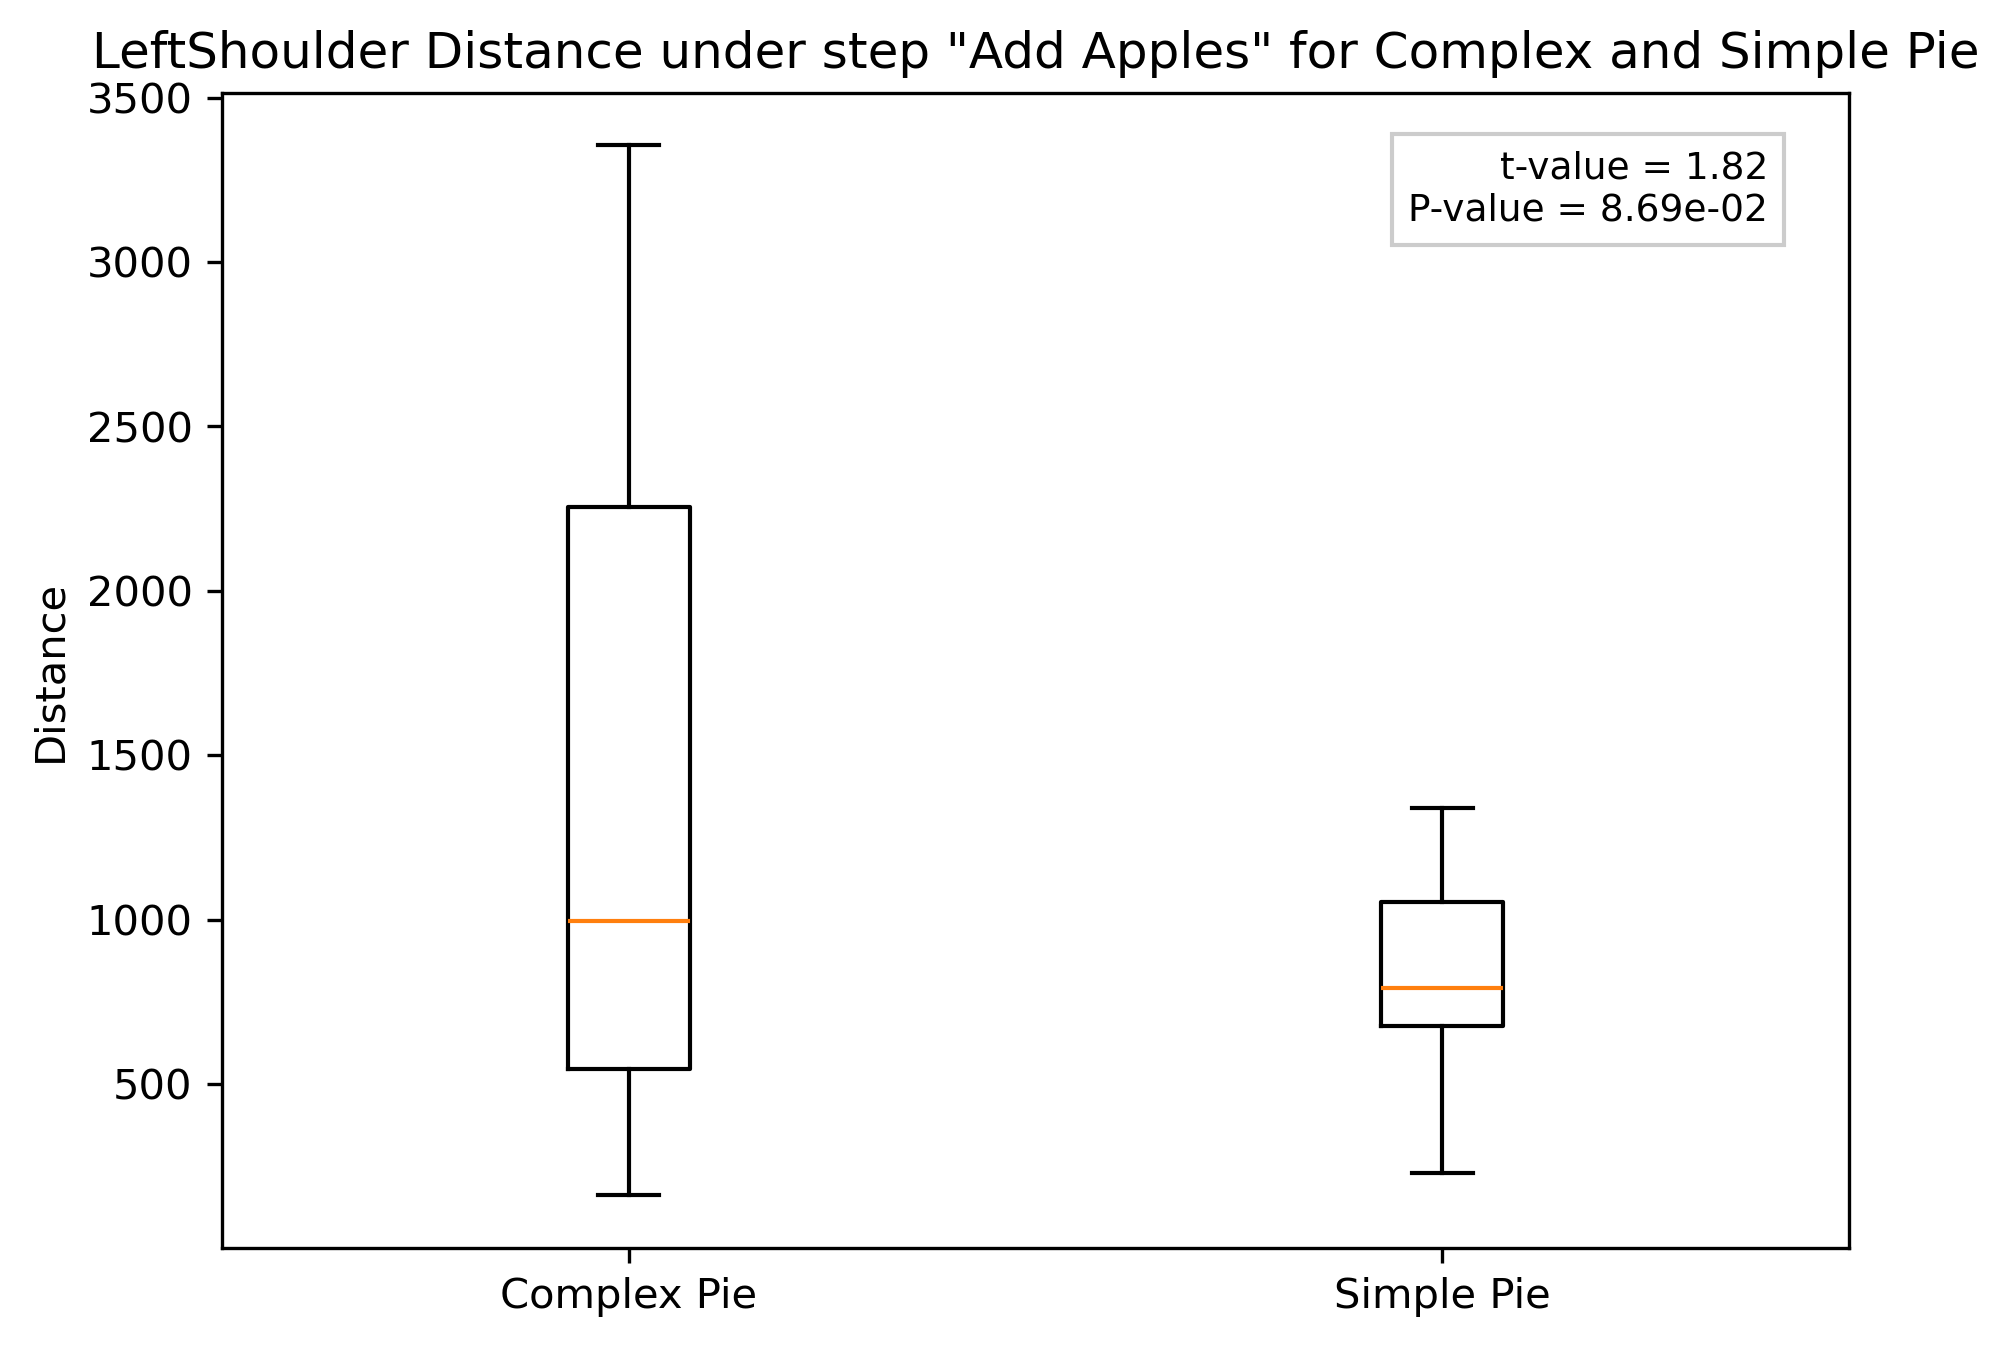 LeftShoulder Distance under step "Add Apples" for Complex and Simple Pie
3500
3000
2500
2000
1500
1000
500
Distance
t-value = 1.82
P-value = 8.69e-02
Complex Pie
Simple Pie